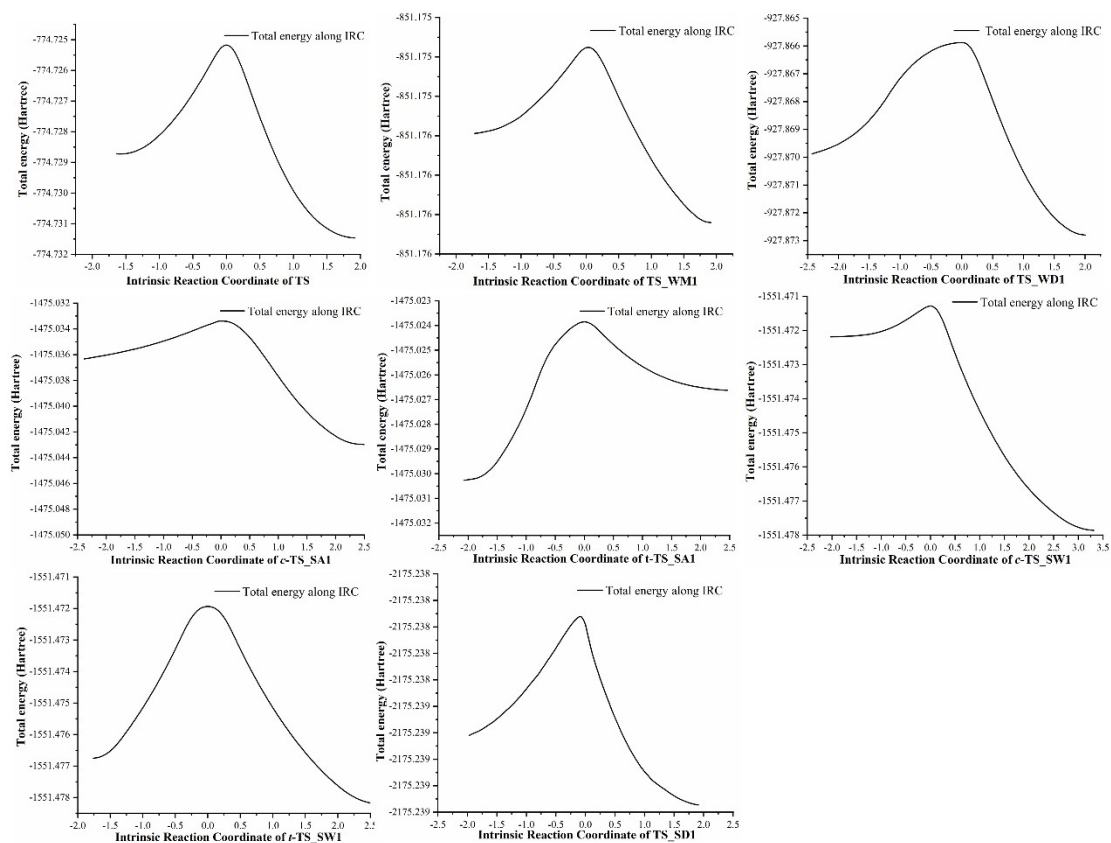 Total energy along IRC
Total energy (Hartree)
-774.725
-774.726
-774.727
-774.728
-774.729
-774.730
-774.731
-774.732
-2.0 -1.5 -1.0 -0.5 0.0 0.5 1.0 1.5 2.0
Intrinsic Reaction Coordinate of TS
Total energy along IRC
Total energy (Hartree)
-851.175
-851.175
-851.175
-851.176
-851.176
-851.176
-851.176
-2.0 -1.5 -1.0 -0.5 0.0 0.5 1.0 1.5 2.0
Intrinsic Reaction Coordinate of TS_WM1
Total energy along IRC
Total energy (Hartree)
-927.865
-927.866
-927.867
-927.868
-927.869
-927.870
-927.871
-927.872
-927.873
-2.5 -2.0 -1.5 -1.0 -0.5 0.0 0.5 1.0 1.5 2.0
Intrinsic Reaction Coordinate of TS_WD1
Total energy along IRC
Total energy (Hartree)
-1475.032
-1475.034
-1475.036
-1475.038
-1475.040
-1475.042
-1475.044
-1475.046
-1475.048
-1475.050
-2.5 -2.0 -1.5 -1.0 -0.5 0.0 0.5 1.0 1.5 2.0 2.5
Intrinsic Reaction Coordinate of c-TS_SA1
Total energy along IRC
Total energy (Hartree)
-1475.023
-1475.024
-1475.025
-1475.026
-1475.027
-1475.028
-1475.029
-1475.030
-1475.031
-1475.032
-2.5 -2.0 -1.5 -1.0 -0.5 0.0 0.5 1.0 1.5 2.0 2.5
Intrinsic Reaction Coordinate of t-TS_SA1
Total energy along IRC
Total energy (Hartree)
-1551.471
-1551.472
-1551.473
-1551.474
-1551.475
-1551.476
-1551.477
-1551.478
-2.5 -2.0 -1.5 -1.0 -0.5 0.0 0.5 1.0 1.5 2.0 2.5 3.0 3.5
Intrinsic Reaction Coordinate of c-TS_SW1
Total energy along IRC
Total energy (Hartree)
-1551.471
-1551.472
-1551.473
-1551.474
-1551.475
-1551.476
-1551.477
-1551.478
-2.0 -1.5 -1.0 -0.5 0.0 0.5 1.0 1.5 2.0 2.5
Intrinsic Reaction Coordinate of t-TS_SW1
Total energy along IRC
Total energy (Hartree)
-2175.238
-2175.238
-2175.238
-2175.238
-2175.239
-2175.239
-2175.239
-2175.239
-2.5 -2.0 -1.5 -1.0 -0.5 0.0 0.5 1.0 1.5 2.0 2.5
Intrinsic Reaction Coordinate of TS_SD1